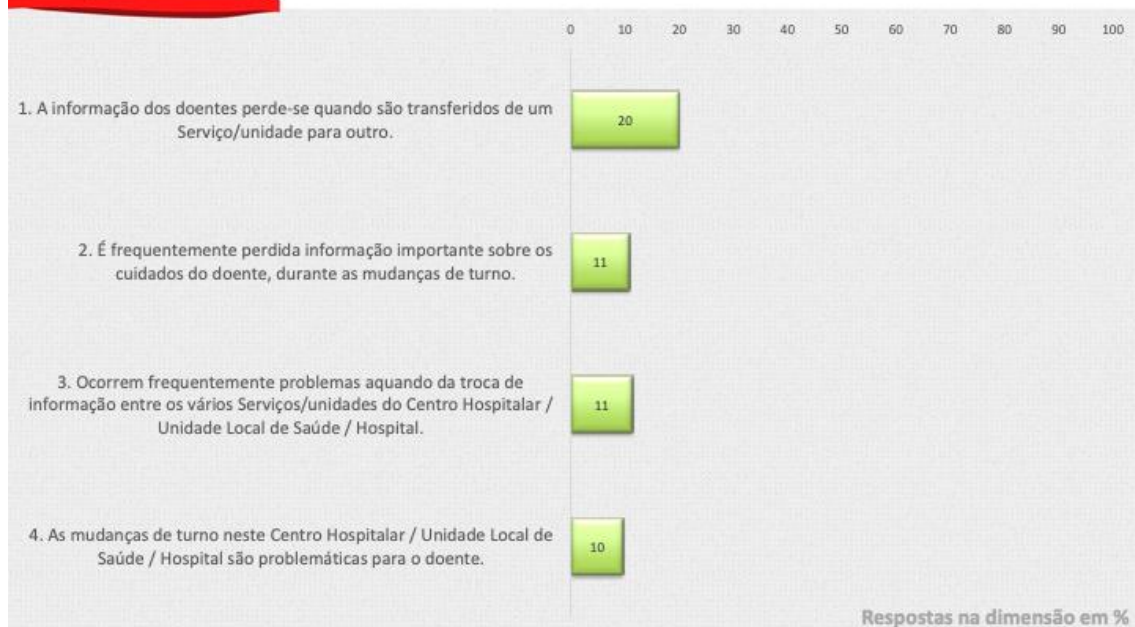 0 10 20 30 40 50 60 70 80 90 100
1. A informação dos doentes perde-se quando são transferidos de um
Serviço/unidade para outro.
20
2. É frequentemente perdida informação importante sobre os
cuidados do doente, durante as mudanças de turno.
11
3. Ocorrem frequentemente problemas aquando da troca de
informação entre os vários Serviços/unidades do Centro Hospitalar /
Unidade Local de Saúde / Hospital.
11
4. As mudanças de turno neste Centro Hospitalar / Unidade Local de
Saúde / Hospital são problemáticas para o doente.
10
Respostas na dimensão em %